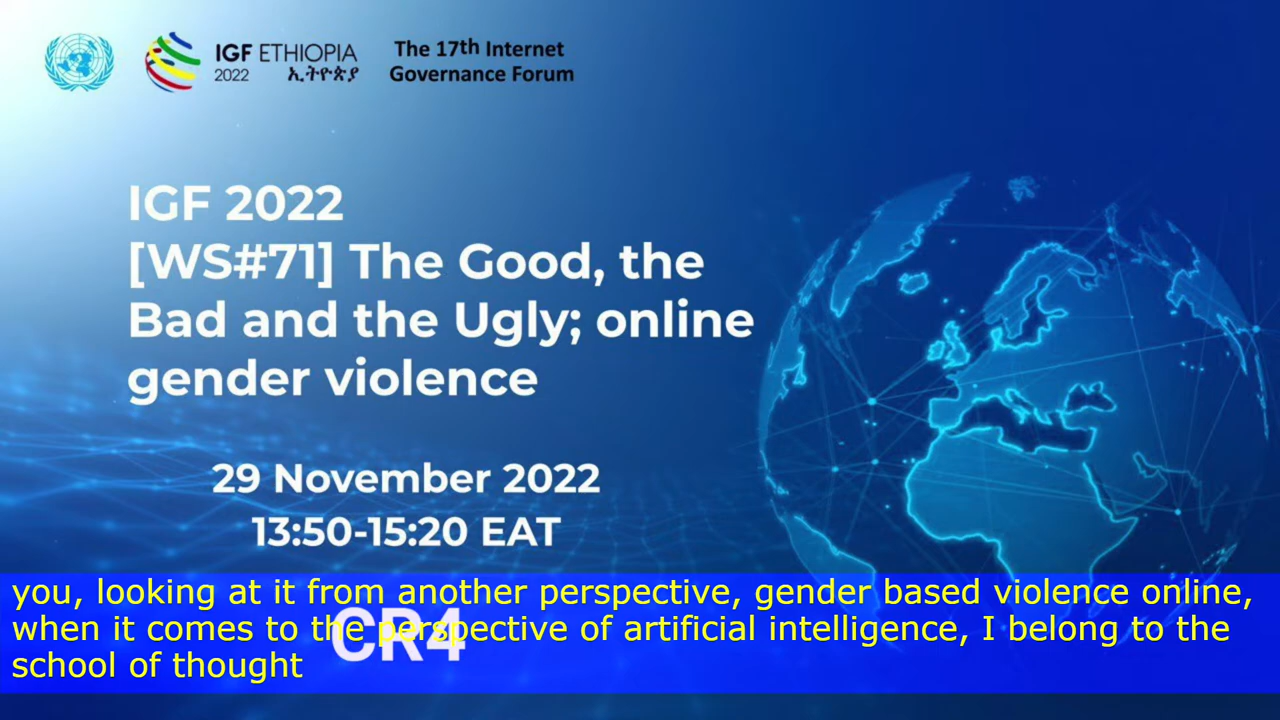 IGF ETHIOPIA
2022 ኢትዮጵያ
The 17th Internet
Governance Forum
IGF 2022
[WS#71] The Good, the
Bad and the Ugly; online
gender violence
29 November 2022
13:50-15:20 EAT
CR4
you, looking at it from another perspective, gender based violence online,
when it comes to the perspective of artificial intelligence, I belong to the
school of thought